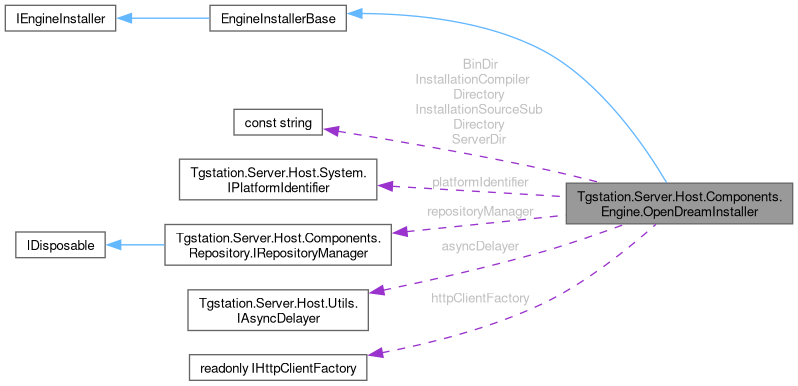 IEngineInstaller
EngineInstallerBase
BinDir
InstallationCompiler
Directory
InstallationSourceSub
Directory
ServerDir
const string
Tgstation.Server.Host.System.
IPlatformIdentifier
platformIdentifier
Tgstation.Server.Host.Components.
Engine.OpenDreamInstaller
repositoryManager
IDisposable
Tgstation.Server.Host.Components.
Repository.IRepositoryManager
asyncDelayer
Tgstation.Server.Host.Utils.
IAsyncDelayer
httpClientFactory
readonly IHttpClientFactory